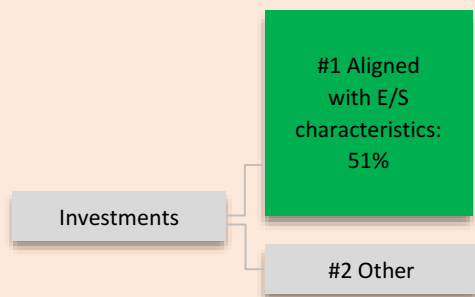 #1 Aligned
with E/S
characteristics:
51%
Investments
#2 Other